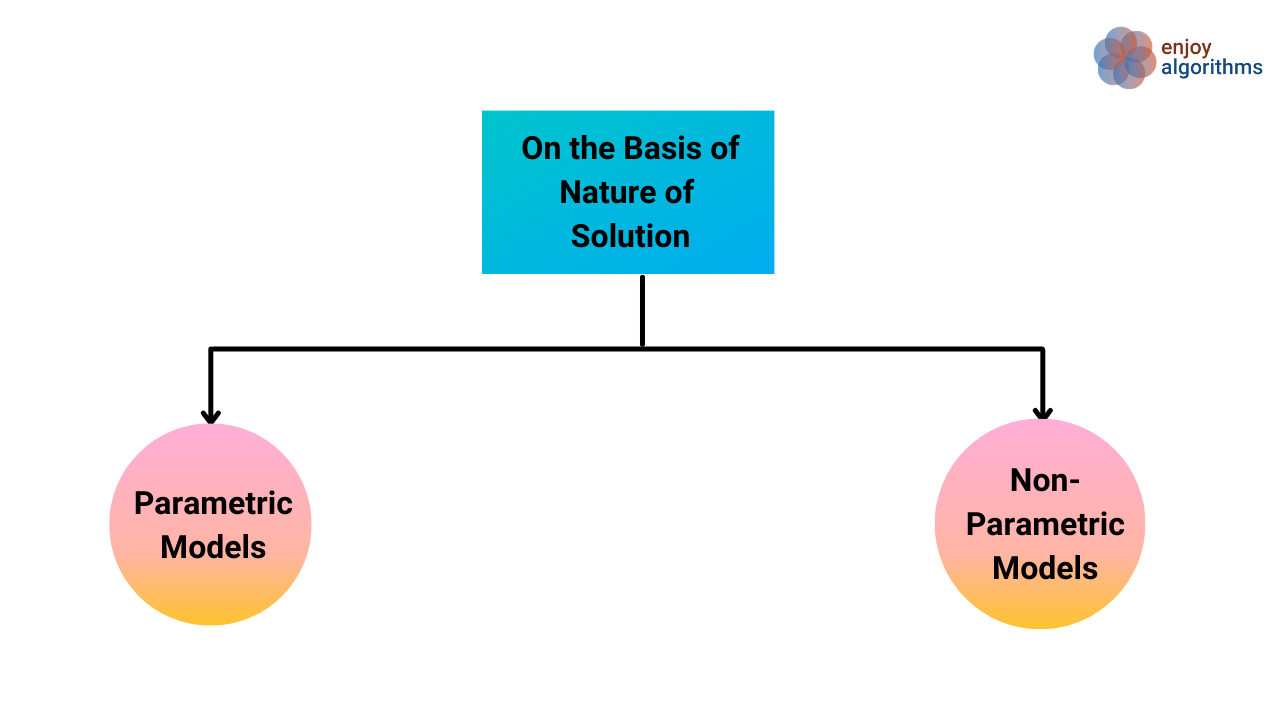 enjoy
algorithms
On the Basis of
Nature of
Solution
Parametric
Models
Non-
Parametric
Models